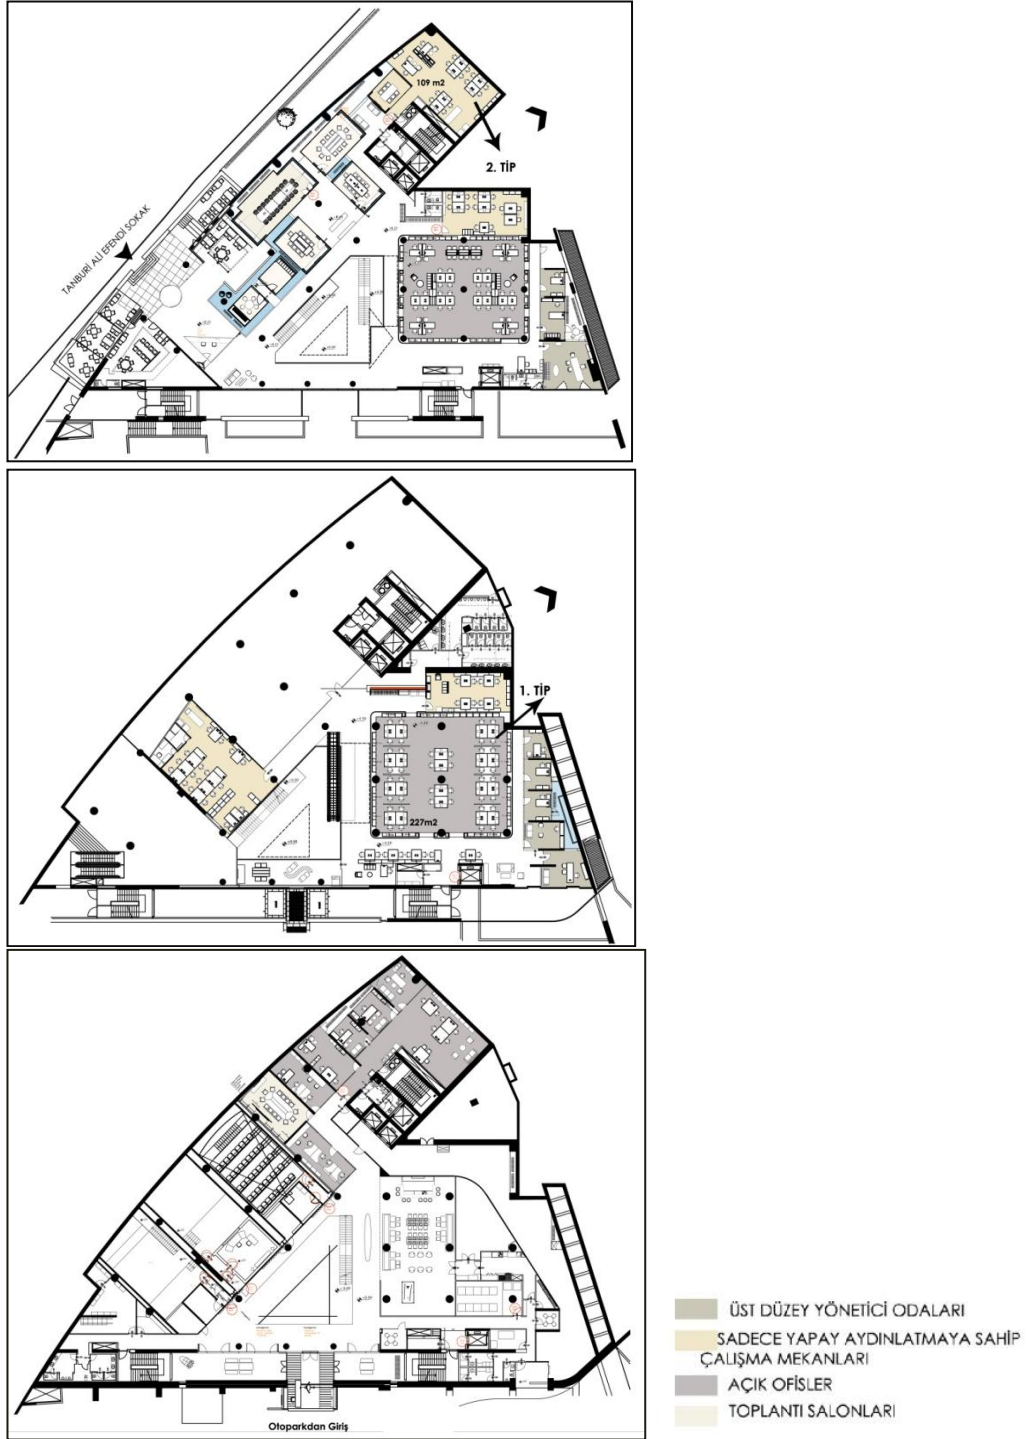 109 m2
2. TİP
TANBURİ ALİ EFENDİ SOKAK
1. TİP
227m2
Otoparkdan Giriş
ÜST DÜZEY YÖNETİCİ ODALARI
SADECE YAPAY AYDINLATMAYA SAHİP
ÇALIŞMA MEKANLARI
AÇIK OFİSLER
TOPLANTI SALONLARI